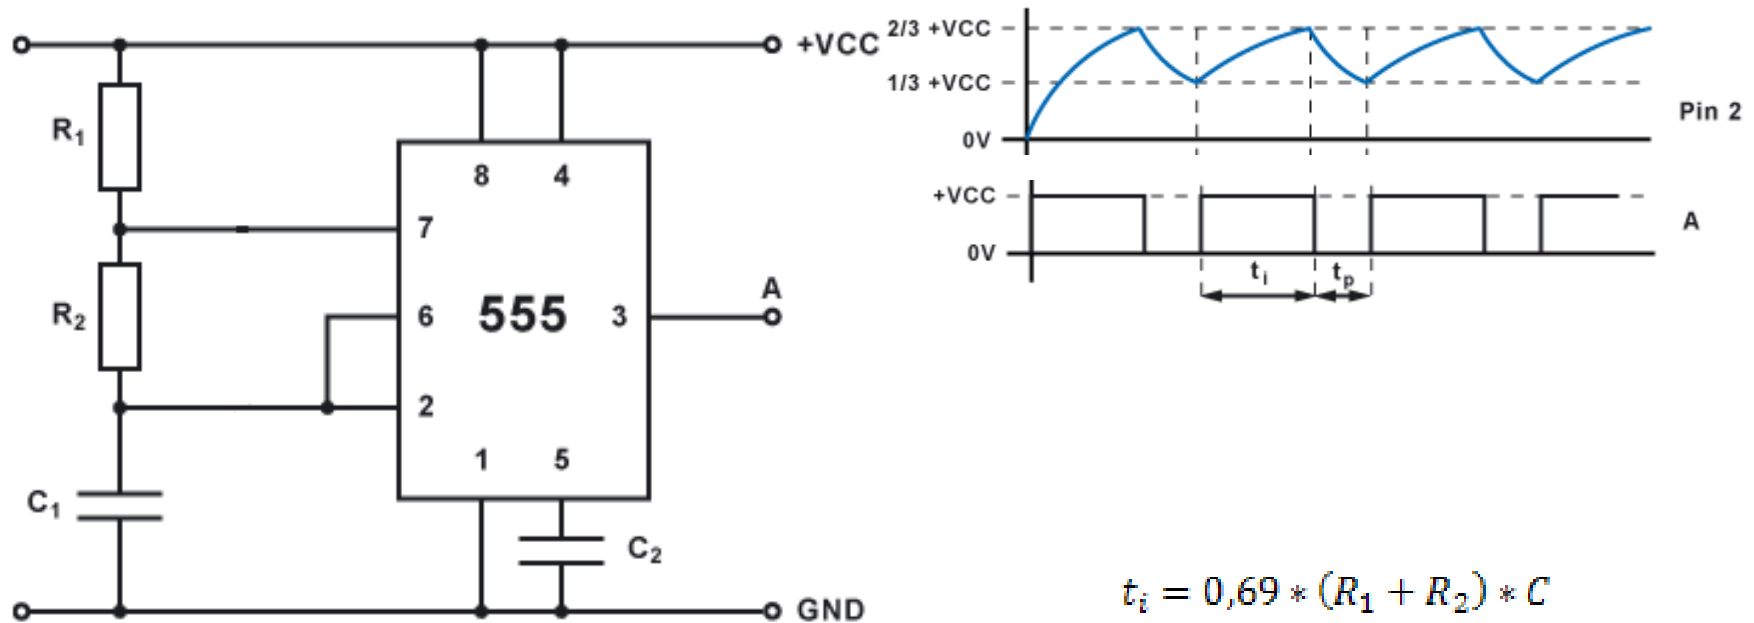 +VCC
R₁
8 4
7
R₂
6 555 3 A
2
1 5
C₁
C₂
GND
2/3 +VCC
1/3 +VCC
0V
Pin 2
+VCC
A
0V
tᵢ tₚ
tᵢ = 0,69 * (R₁ + R₂) * C